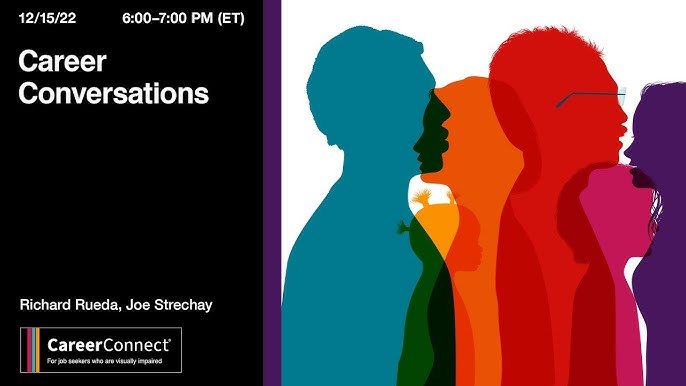 12/15/22 6:00–7:00 PM (ET)
Career
Conversations
Richard Rueda, Joe Strechay
CareerConnect®
For job seekers who are visually impaired